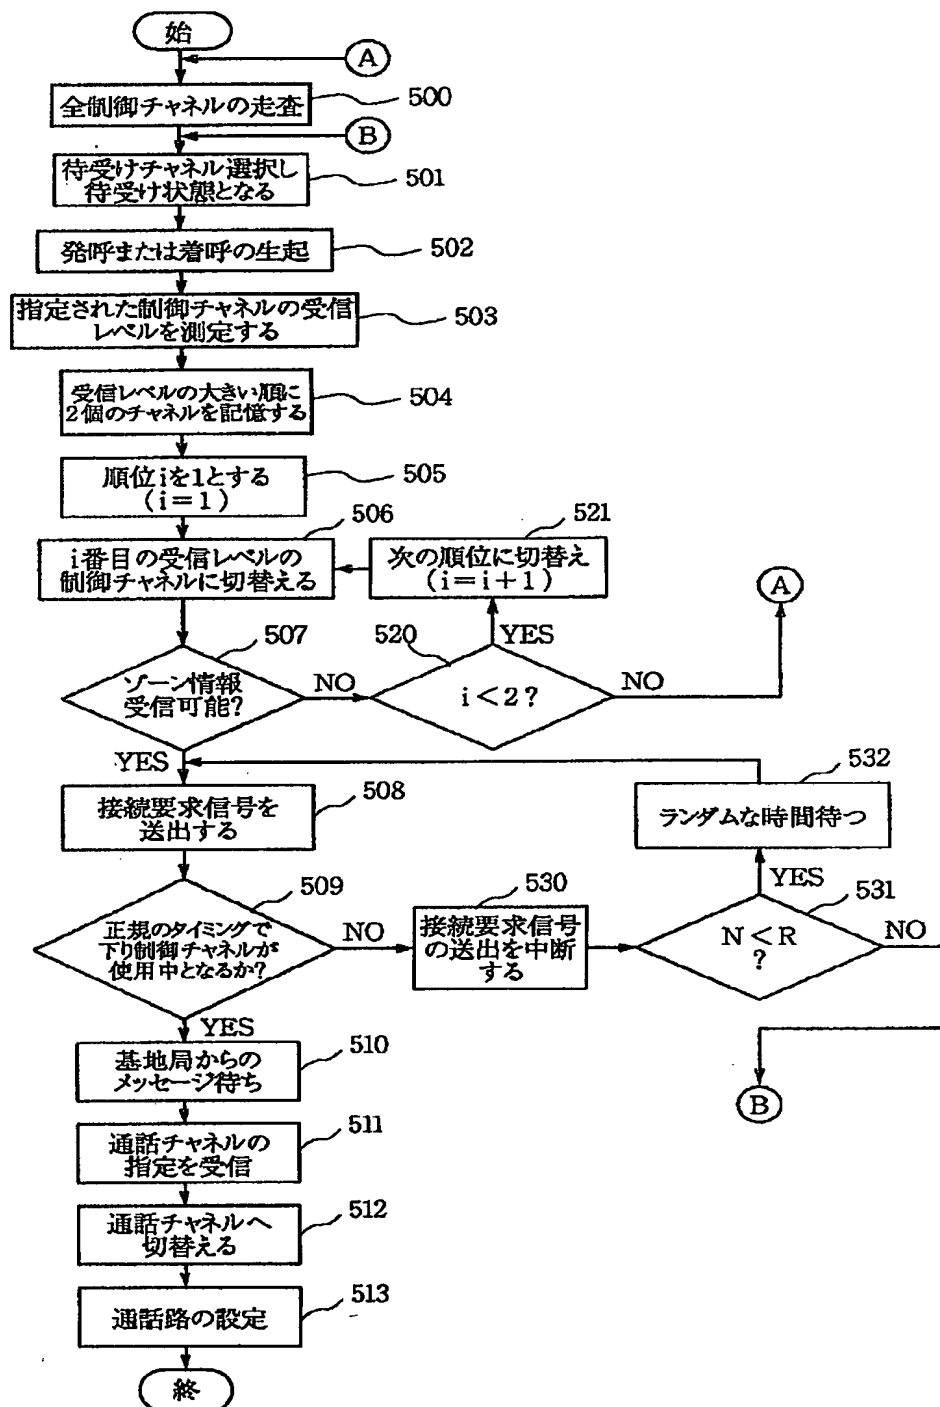 始
A
全制御チャネルの走査
500
B
待受けチャネル選択し
待受け状態となる
501
発呼または着呼の生起
502
指定された制御チャネルの受信
レベルを測定する
503
受信レベルの大きい順に
2個のチャネルを記憶する
504
順位iを1とする
(i=1)
505
506
i番目の受信レベルの
制御チャネルに切替える
521
次の順位に切替え
(i=i+1)
A
507
ゾーン情報
受信可能?
NO
520
YES
i<2?
NO
YES
508
接続要求信号を
送出する
532
ランダムな時間待つ
509
正規のタイミングで
下り制御チャネルが
使用中となるか?
NO
530
接続要求信号
の送出を中断
する
YES
531
N<R
?
NO
YES
510
基地局からの
メッセージ待ち
B
511
通話チャネルの
指定を受信
512
通話チャネルへ
切替える
513
通話路の設定
終